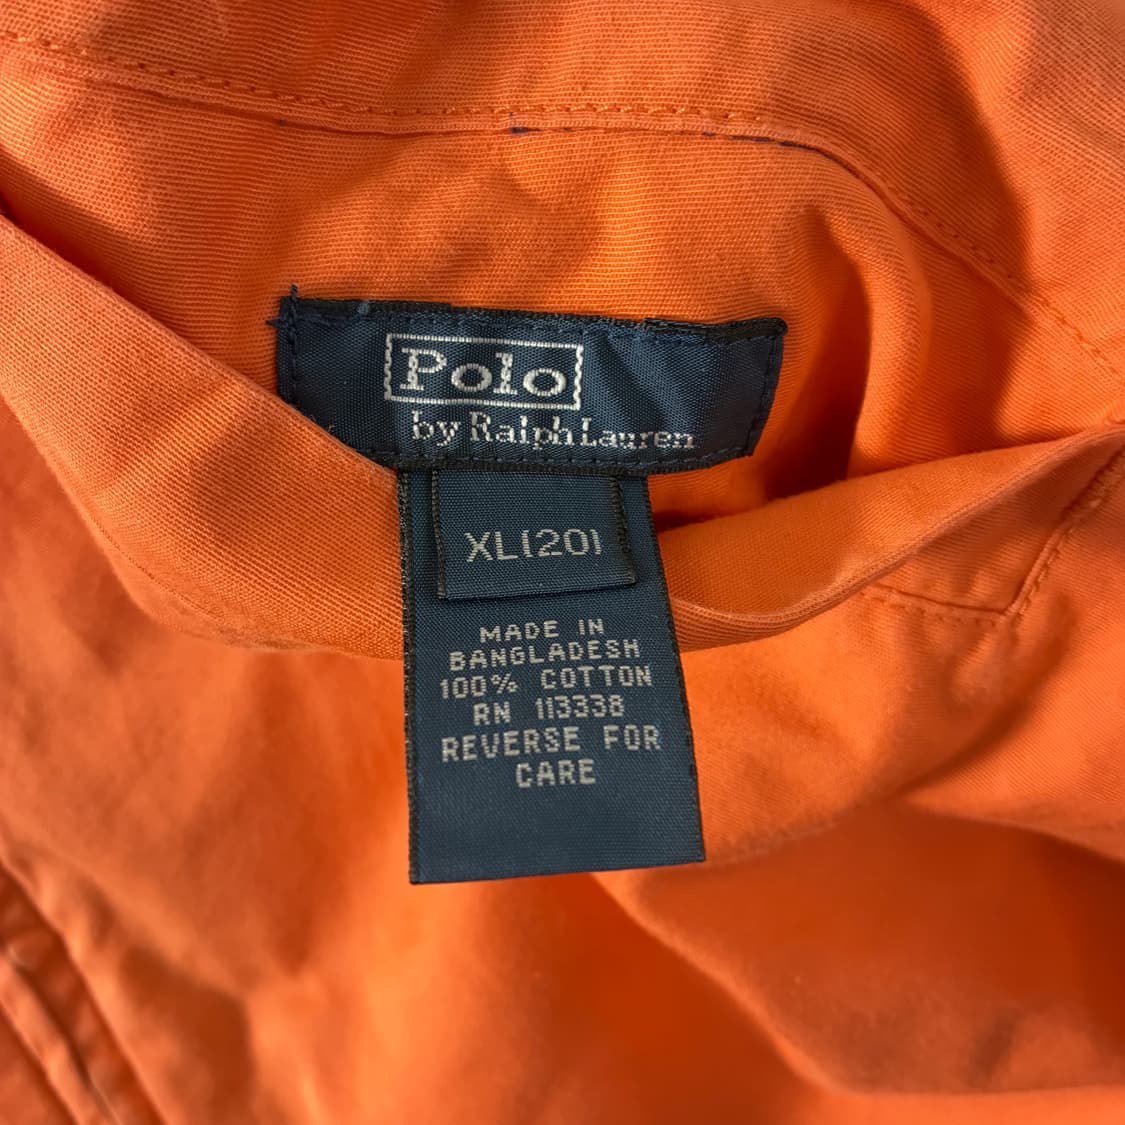 Polo
by Ralph Lauren
XL(20)
MADE IN
BANGLADESH
100% COTTON
RN 113338
REVERSE FOR
CARE